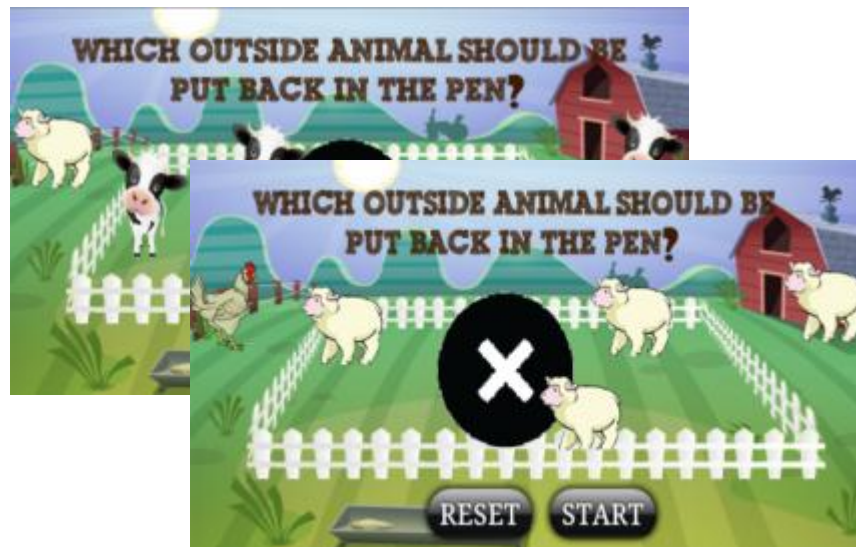 WHICH OUTSIDE ANIMAL SHOULD BE
PUT BACK IN THE PEN?
WHICH OUTSIDE ANIMAL SHOULD BE
PUT BACK IN THE PEN?
RESET START